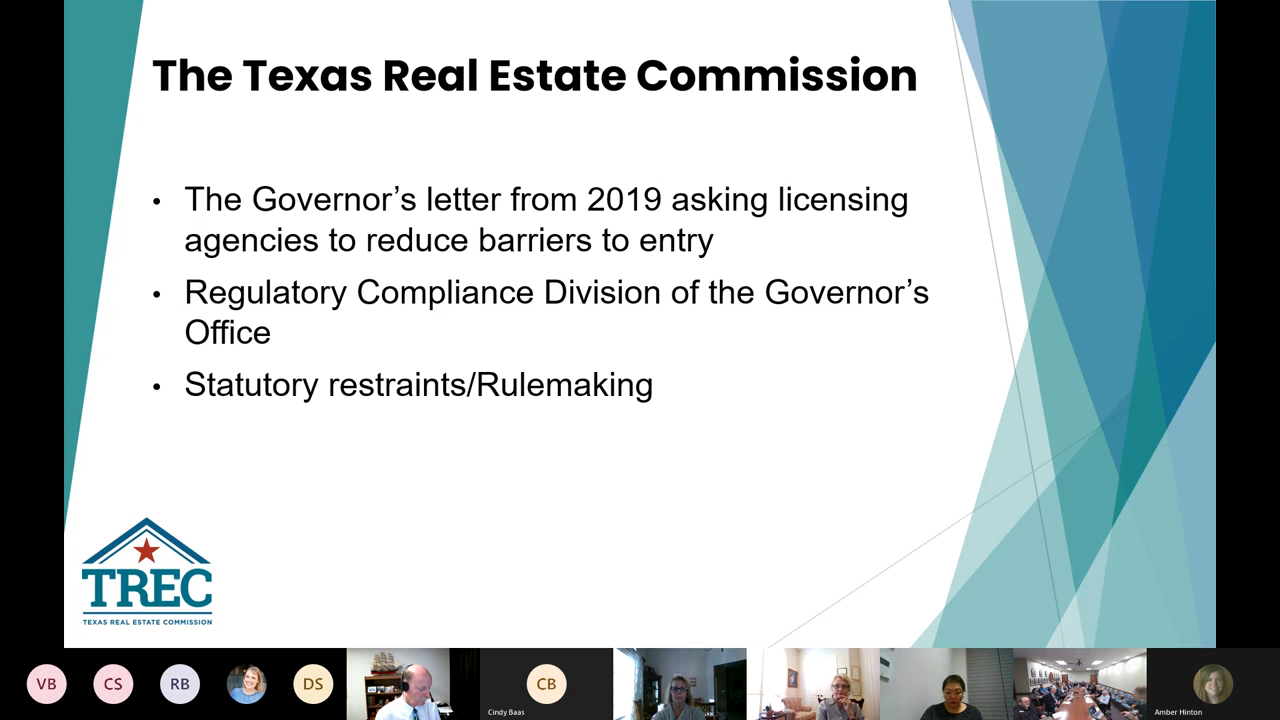 The Texas Real Estate Commission
• The Governor’s letter from 2019 asking licensing
agencies to reduce barriers to entry
• Regulatory Compliance Division of the Governor’s
Office
• Statutory restraints/Rulemaking
TREC
TEXAS REAL ESTATE COMMISSION
VB
CS
RB
DS
CB
Cindy Baas
Amber Hinton